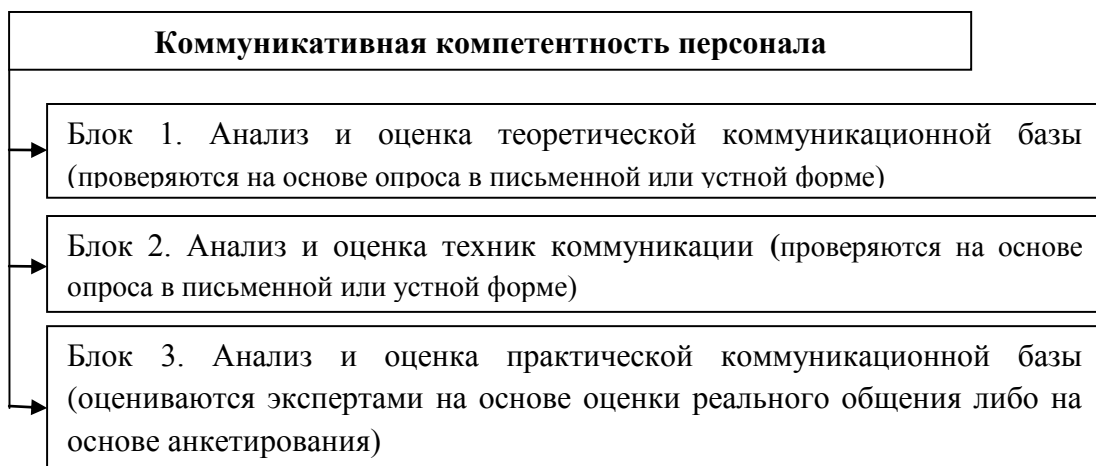 Коммуникативная компетентность персонала
Блок 1. Анализ и оценка теоретической коммуникационной базы
(проверяются на основе опроса в письменной или устной форме)
Блок 2. Анализ и оценка техник коммуникации (проверяются на основе
опроса в письменной или устной форме)
Блок 3. Анализ и оценка практической коммуникационной базы
(оцениваются экспертами на основе оценки реального общения либо на
основе анкетирования)